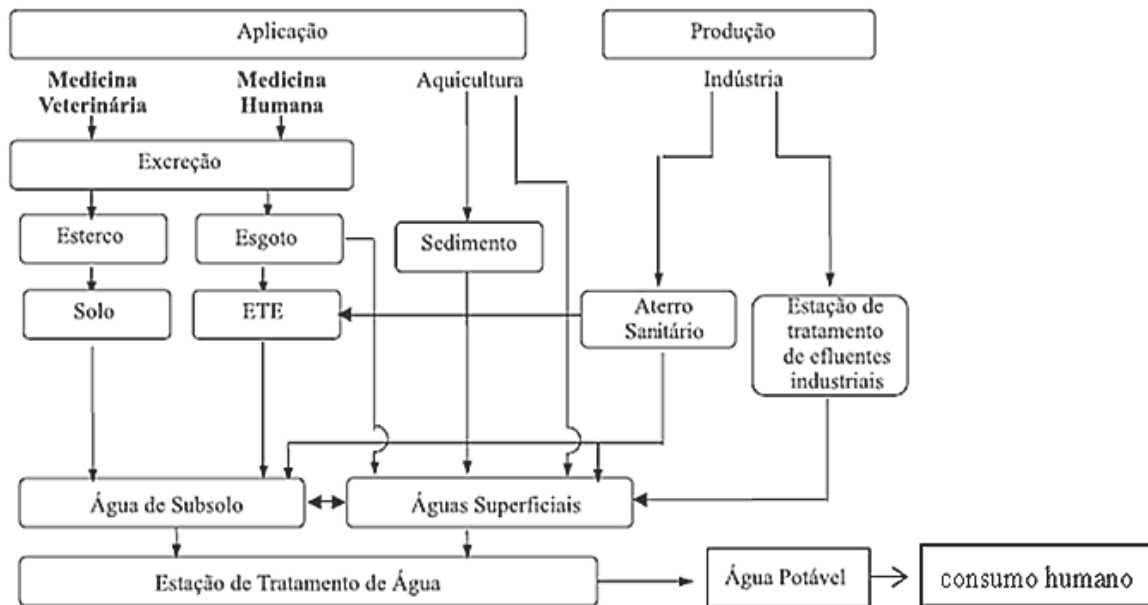 Aplicação
Produção
Medicina
Veterinária
Medicina
Humana
Aquicultura
Indústria
Excreção
Esterco
Esgoto
Sedimento
Solo
ETE
Aterro
Sanitário
Estação de
tratamento
de efluentes
industriais
Água de Subsolo
Águas Superficiais
Estação de Tratamento de Água
Água Potável
consumo humano